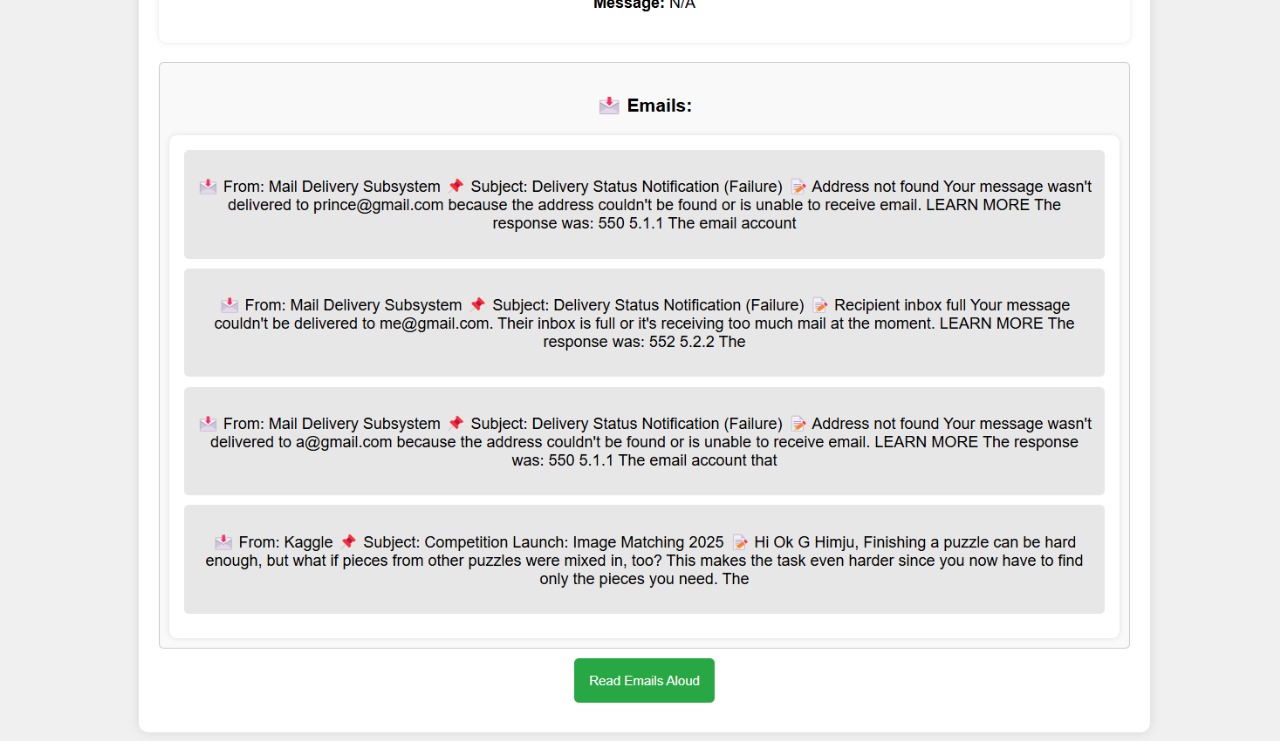 Message: N/A
📩 Emails:
📩 From: Mail Delivery Subsystem 📌 Subject: Delivery Status Notification (Failure) 📝 Address not found Your message wasn't
delivered to prince@gmail.com because the address couldn't be found or is unable to receive email. LEARN MORE The
response was: 550 5.1.1 The email account
📩 From: Mail Delivery Subsystem 📌 Subject: Delivery Status Notification (Failure) 📝 Recipient inbox full Your message
couldn't be delivered to me@gmail.com. Their inbox is full or it's receiving too much mail at the moment. LEARN MORE The
response was: 552 5.2.2 The
📩 From: Mail Delivery Subsystem 📌 Subject: Delivery Status Notification (Failure) 📝 Address not found Your message wasn't
delivered to a@gmail.com because the address couldn't be found or is unable to receive email. LEARN MORE The response
was: 550 5.1.1 The email account that
📩 From: Kaggle 📌 Subject: Competition Launch: Image Matching 2025 📝 Hi Ok G Himju, Finishing a puzzle can be hard
enough, but what if pieces from other puzzles were mixed in, too? This makes the task even harder since you now have to find
only the pieces you need. The
Read Emails Aloud